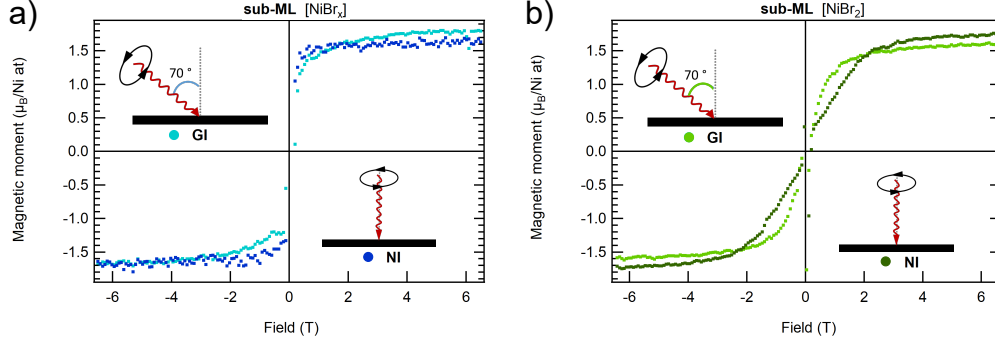 a)
sub-ML [NiBrₓ]
Magnetic moment (μ_B/Ni at)
1.5
1.0
0.5
0.0
-0.5
-1.0
-1.5
70 °
GI
NI
-6 -4 -2 0 2 4 6
Field (T)
b)
sub-ML [NiBr₂]
Magnetic moment (μ_B/Ni at)
1.5
1.0
0.5
0.0
-0.5
-1.0
-1.5
70 °
GI
NI
-6 -4 -2 0 2 4 6
Field (T)